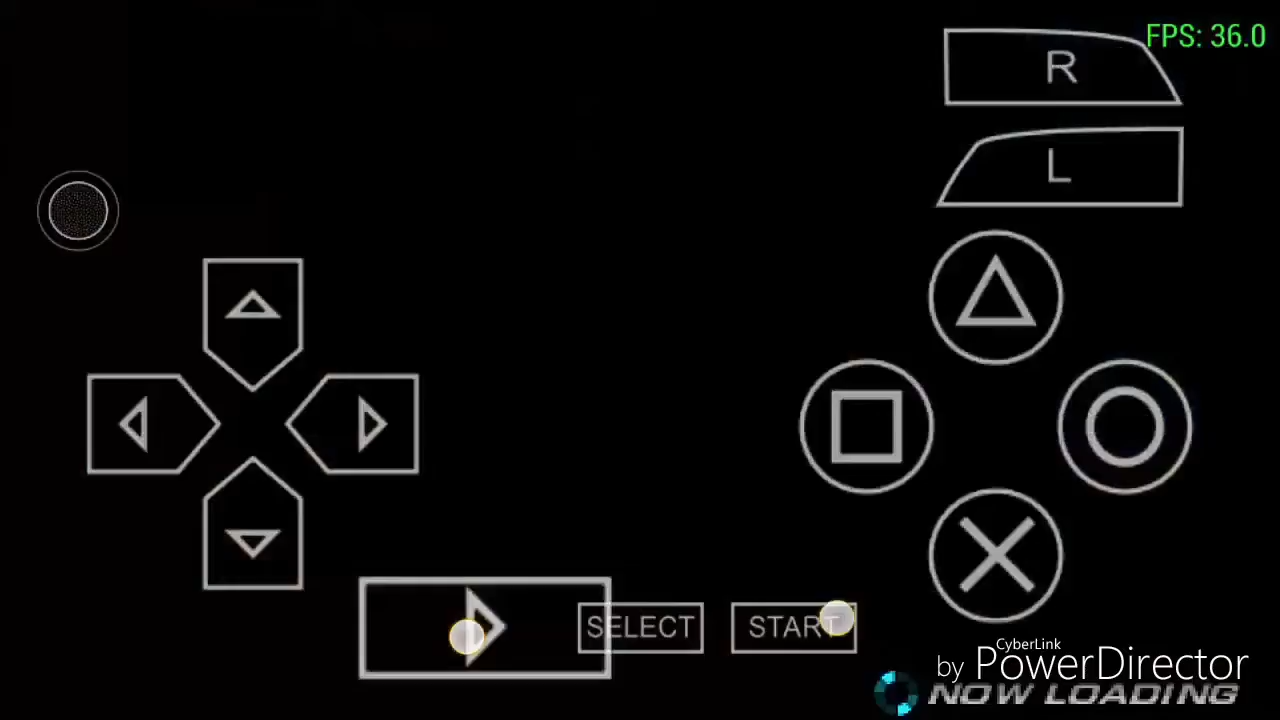 FPS: 36.0
R
L
SELECT
START
CyberLink
by PowerDirector
NOW LOADING